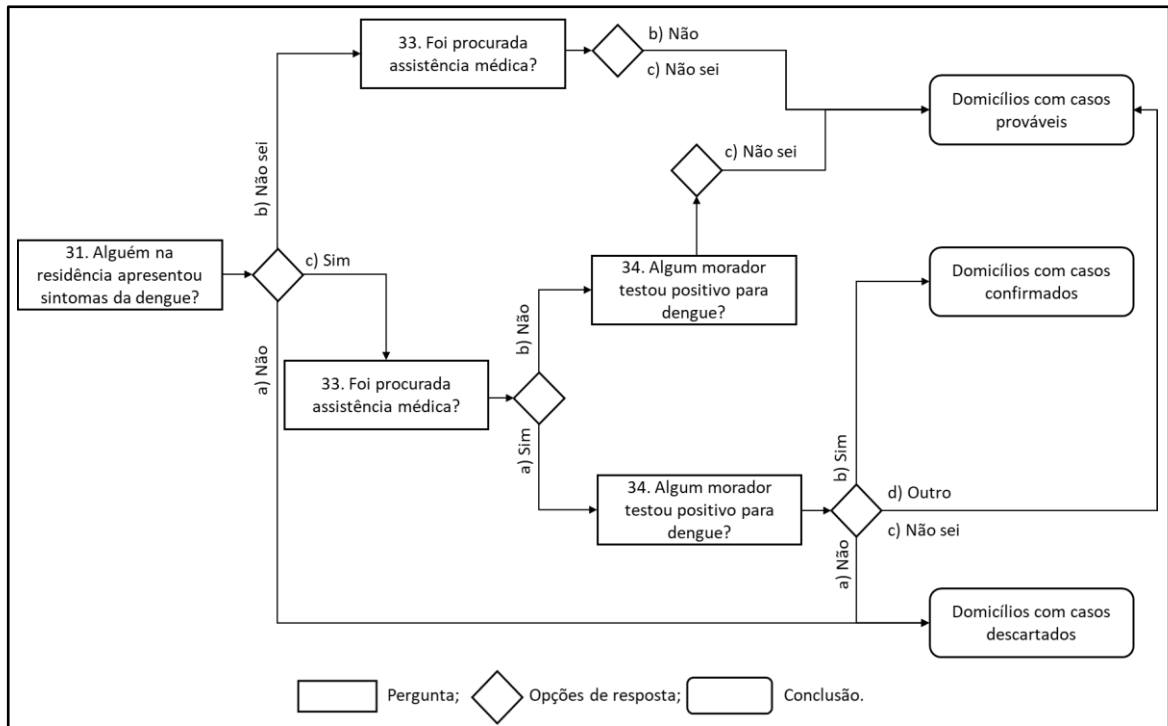 33. Foi procurada
assistência médica?
b) Não
c) Não sei
Domicílios com casos
prováveis
b) Não sei
c) Não sei
31. Alguém na
residência apresentou
sintomas da dengue?
c) Sim
34. Algum morador
testou positivo para
dengue?
Domicílios com casos
confirmados
b) Não
a) Não
33. Foi procurada
assistência médica?
a) Sim
b) Sim
34. Algum morador
testou positivo para
dengue?
d) Outro
c) Não sei
a) Não
Domicílios com casos
descartados
Pergunta;
Opções de resposta;
Conclusão.